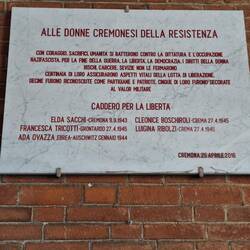 ALLE DONNE CREMONESI DELLA RESISTENZA
CON CORAGGIO, SACRIFICI, UMANITÀ SI BATTERONO CONTRO LA DITTATURA E L'OCCUPAZIONE
NAZIFASCISTA, PER LA FINE DELLA GUERRA, LA LIBERTÀ, LA DEMOCRAZIA, I DIRITTI DELLA DONNA
RISCHI, CARCERE, SEVIZIE NON LE FERMARONO
CENTINAIA DI LORO ASSICURARONO ASPETTI VITALI DELLA LOTTA DI LIBERAZIONE.
DECINE FURONO RICONOSCIUTE COME PARTIGIANE E PATRIOTE, CINQUE DI LORO FURONO DECORATE
AL VALOR MILITARE
CADDERO PER LA LIBERTÀ
ELDA SACCHI-CREMONA 9.9.1943 CLEONICE BOSCHIROLI-CREMA 27.4.1945
FRANCESCA TRICOTTI-GRONTARDO 27.4.1945 LUIGINA RIBOLZI-CREMA 27.4.1945
ADA OVAZZA-EBREA-AUSCHWITZ GENNAIO 1944
CREMONA 25 APRILE 2016